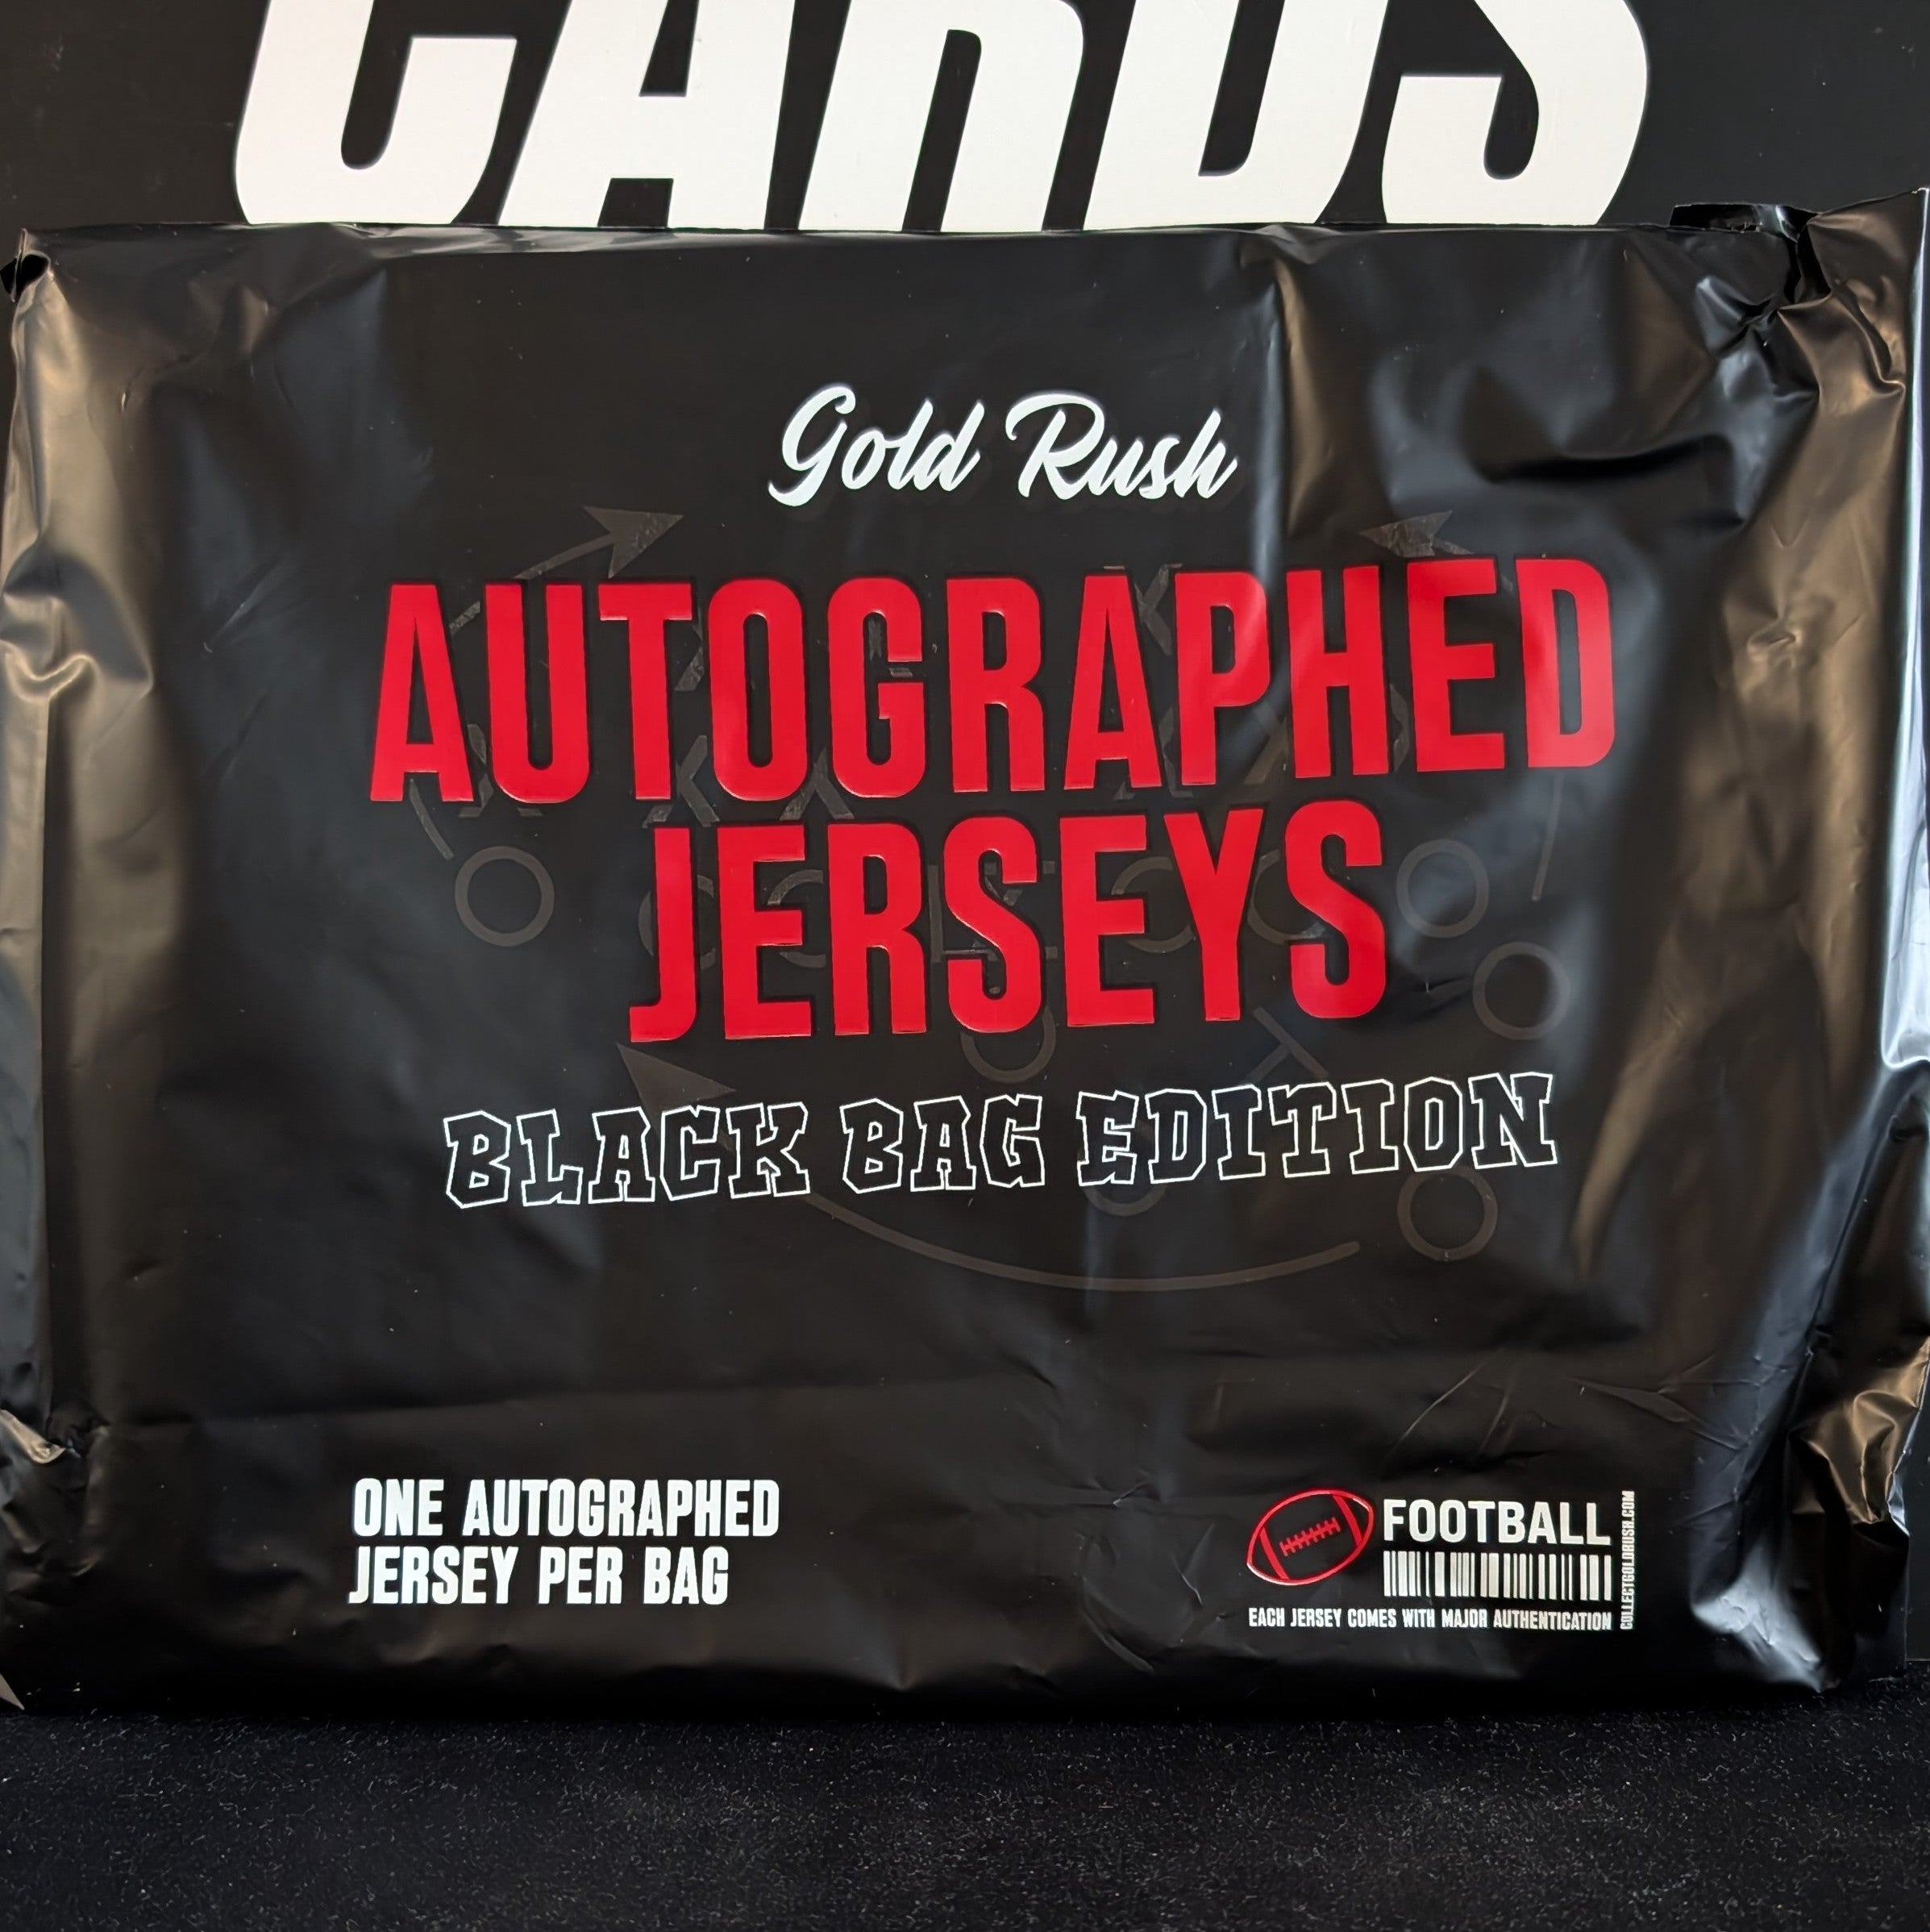 CARDS
Gold Rush
AUTOGRAPHED
JERSEYS
BLACK BAG EDITION
ONE AUTOGRAPHED
JERSEY PER BAG
FOOTBALL
EACH JERSEY COMES WITH MAJOR AUTHENTICATION
COLLECTGOLDRUSH.COM